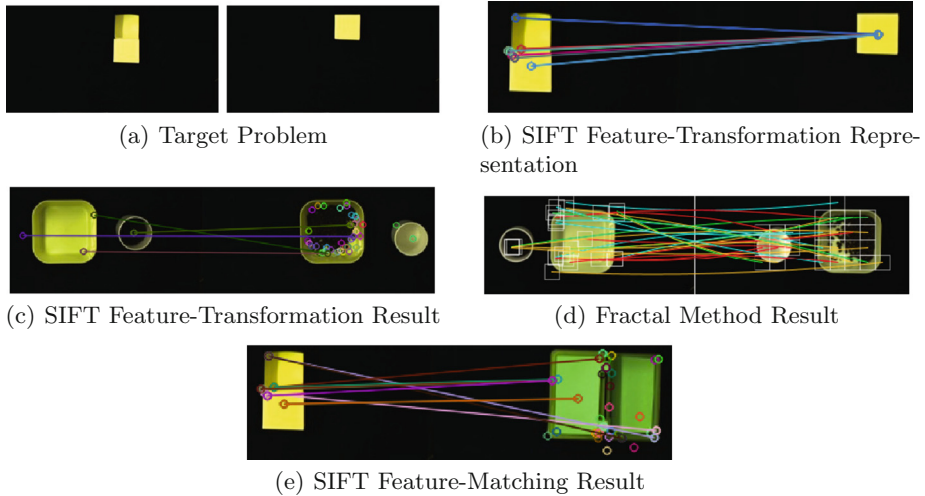 (a) Target Problem
(b) SIFT Feature-Transformation Repre-
sentation
(c) SIFT Feature-Transformation Result
(d) Fractal Method Result
(e) SIFT Feature-Matching Result